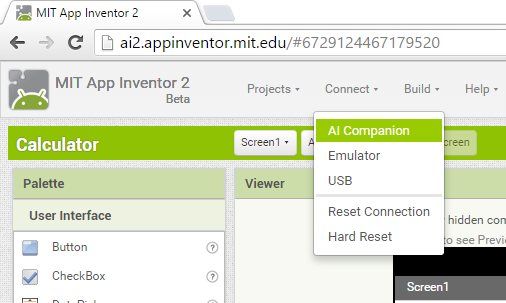 MIT App Inventor 2
ai2.appinventor.mit.edu/#6729124467179520
MIT App Inventor 2
Beta
Projects
Connect
Build
Help
AI Companion
Emulator
USB
Reset Connection
Hard Reset
Calculator
Screen1
A
creen
Palette
Viewer
User Interface
Button
?
CheckBox
?
hidden com
to see Previ
Screen1